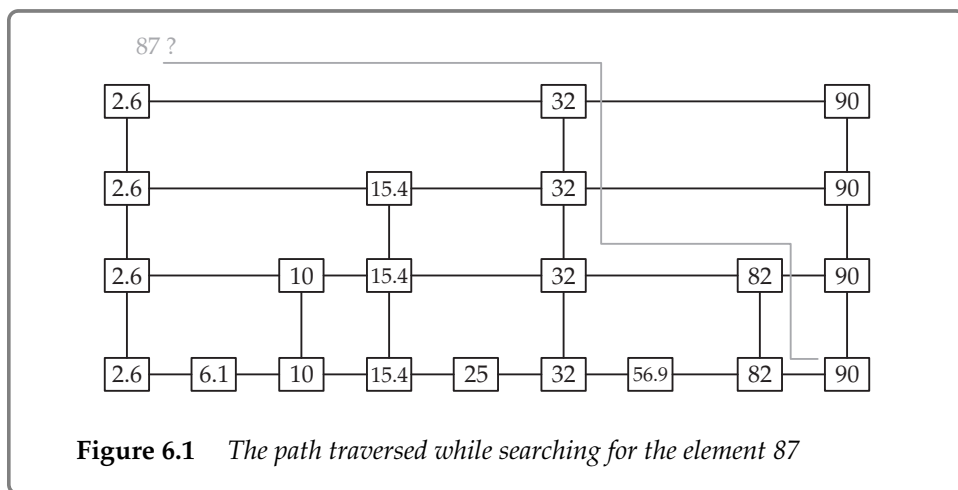 87 ?
2.6 32 90
2.6 15.4 32 90
2.6 10 15.4 32 82 90
2.6 6.1 10 15.4 25 32 56.9 82 90
Figure 6.1 The path traversed while searching for the element 87